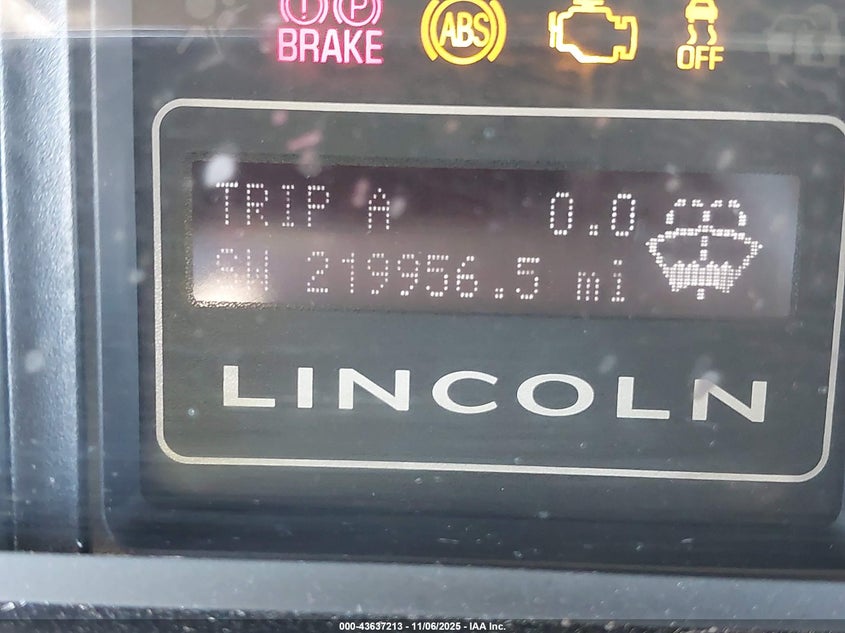 BRAKE
ABS
OFF
TRIP A 0.0
SW 219956.5 mi
LINCOLN
000-43637213 - 11/06/2025 - IAA Inc.